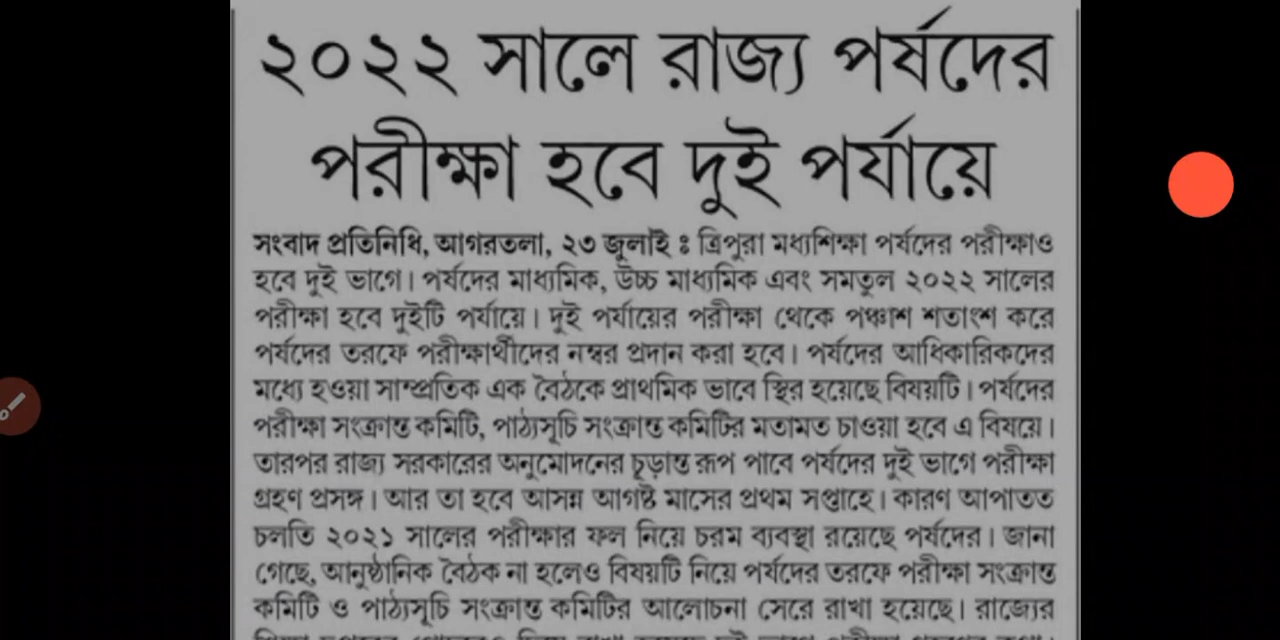 ২০২২ সালে রাজ্য পর্ষদের
পরীক্ষা হবে দুই পর্যায়ে
সংবাদ প্রতিনিধি, আগরতলা, ২৩ জুলাই ঃ ত্রিপুরা মধ্যশিক্ষা পর্ষদের পরীক্ষাও
হবে দুই ভাগে। পর্ষদের মাধ্যমিক, উচ্চ মাধ্যমিক এবং সমতুল ২০২২ সালের
পরীক্ষা হবে দুইটি পর্যায়ে। দুই পর্যায়ের পরীক্ষা থেকে পঞ্চাশ শতাংশ করে
পর্ষদের তরফে পরীক্ষার্থীদের নম্বর প্রদান করা হবে। পর্ষদের আধিকারিকদের
মধ্যে হওয়া সাম্প্রতিক এক বৈঠকে প্রাথমিক ভাবে স্থির হয়েছে বিষয়টি। পর্ষদের
পরীক্ষা সংক্রান্ত কমিটি, পাঠ্যসূচি সংক্রান্ত কমিটির মতামত চাওয়া হবে এ বিষয়ে।
তারপর রাজ্য সরকারের অনুমোদনের চূড়ান্ত রূপ পাবে পর্ষদের দুই ভাগে পরীক্ষা
গ্রহণ প্রসঙ্গ। আর তা হবে আসন্ন আগষ্ট মাসের প্রথম সপ্তাহে। কারণ আপাতত
চলতি ২০২১ সালের পরীক্ষার ফল নিয়ে চরম ব্যবস্থা রয়েছে পর্ষদের। জানা
গেছে, আনুষ্ঠানিক বৈঠক না হলেও বিষয়টি নিয়ে পর্ষদের তরফে পরীক্ষা সংক্রান্ত
কমিটি ও পাঠ্যসূচি সংক্রান্ত কমিটির আলোচনা সেরে রাখা হয়েছে। রাজ্যের